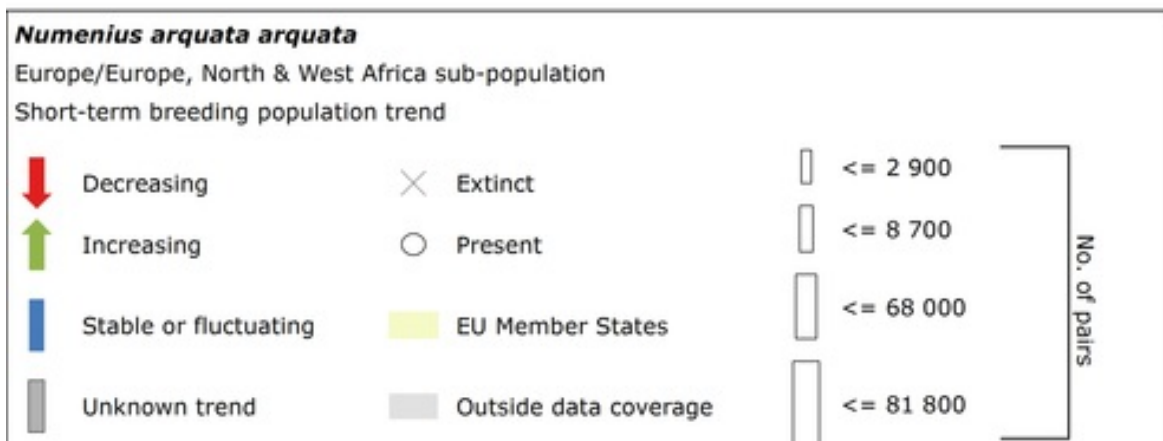 Numenius arquata arquata
Europe/Europe, North & West Africa sub-population
Short-term breeding population trend
Decreasing
Increasing
Stable or fluctuating
Unknown trend
Extinct
Present
EU Member States
Outside data coverage
<= 2 900
<= 8 700
<= 68 000
<= 81 800
No. of pairs